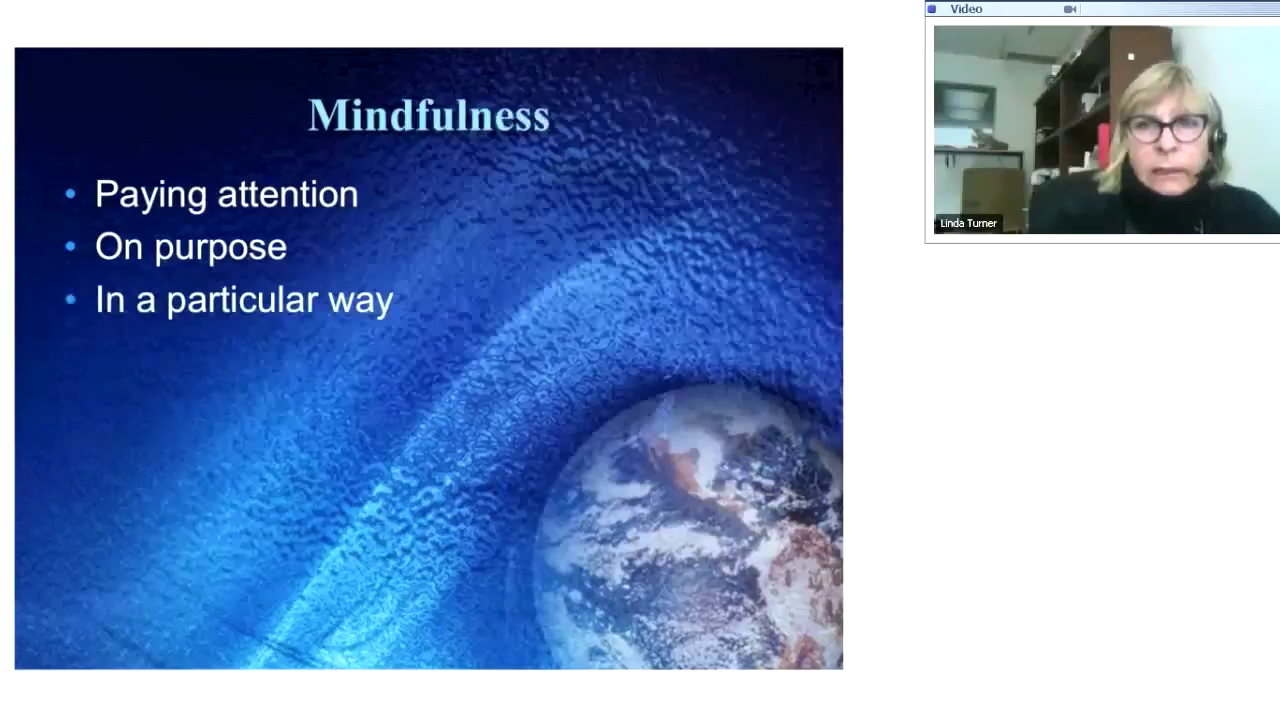 Mindfulness
• Paying attention
• On purpose
• In a particular way
Video
Linda Turner